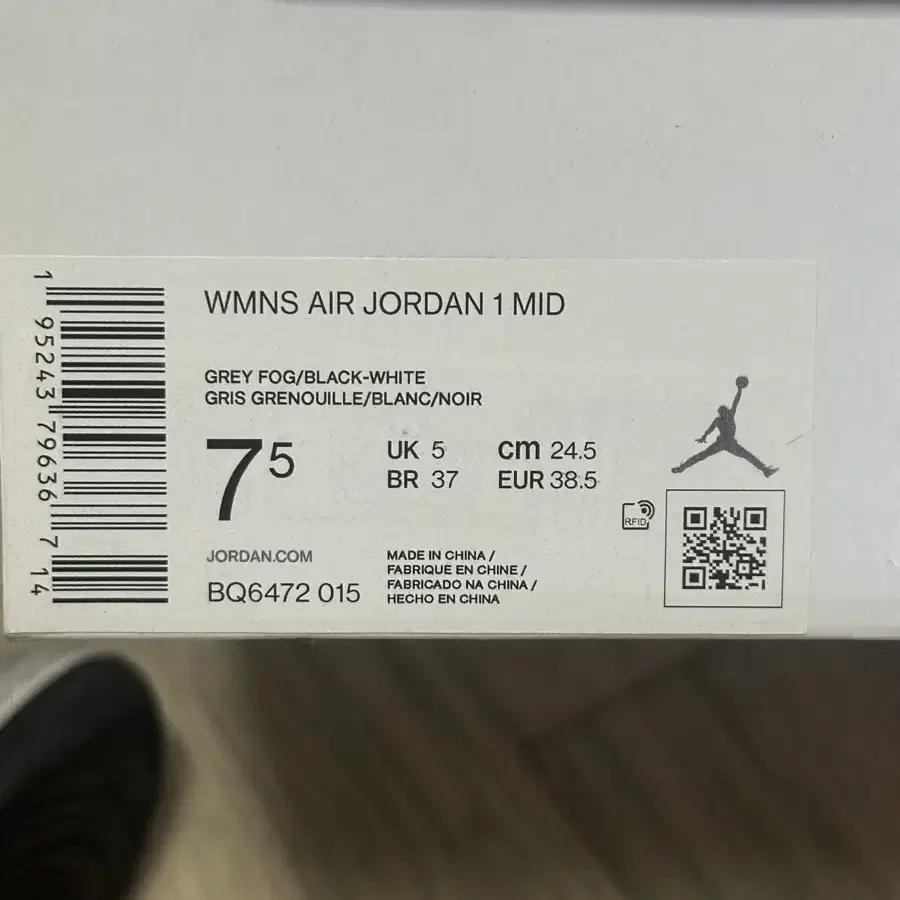 WMNS AIR JORDAN 1 MID
GREY FOG/BLACK-WHITE
GRIS GRENOUILLE/BLANC/NOIR
7 5
UK 5
cm 24.5
BR 37
EUR 38.5
RFID
JORDAN.COM
BQ6472 015
MADE IN CHINA /
FABRIQUE EN CHINE /
FABRICADO NA CHINA /
HECHO EN CHINA
1 95243 79636 7 14